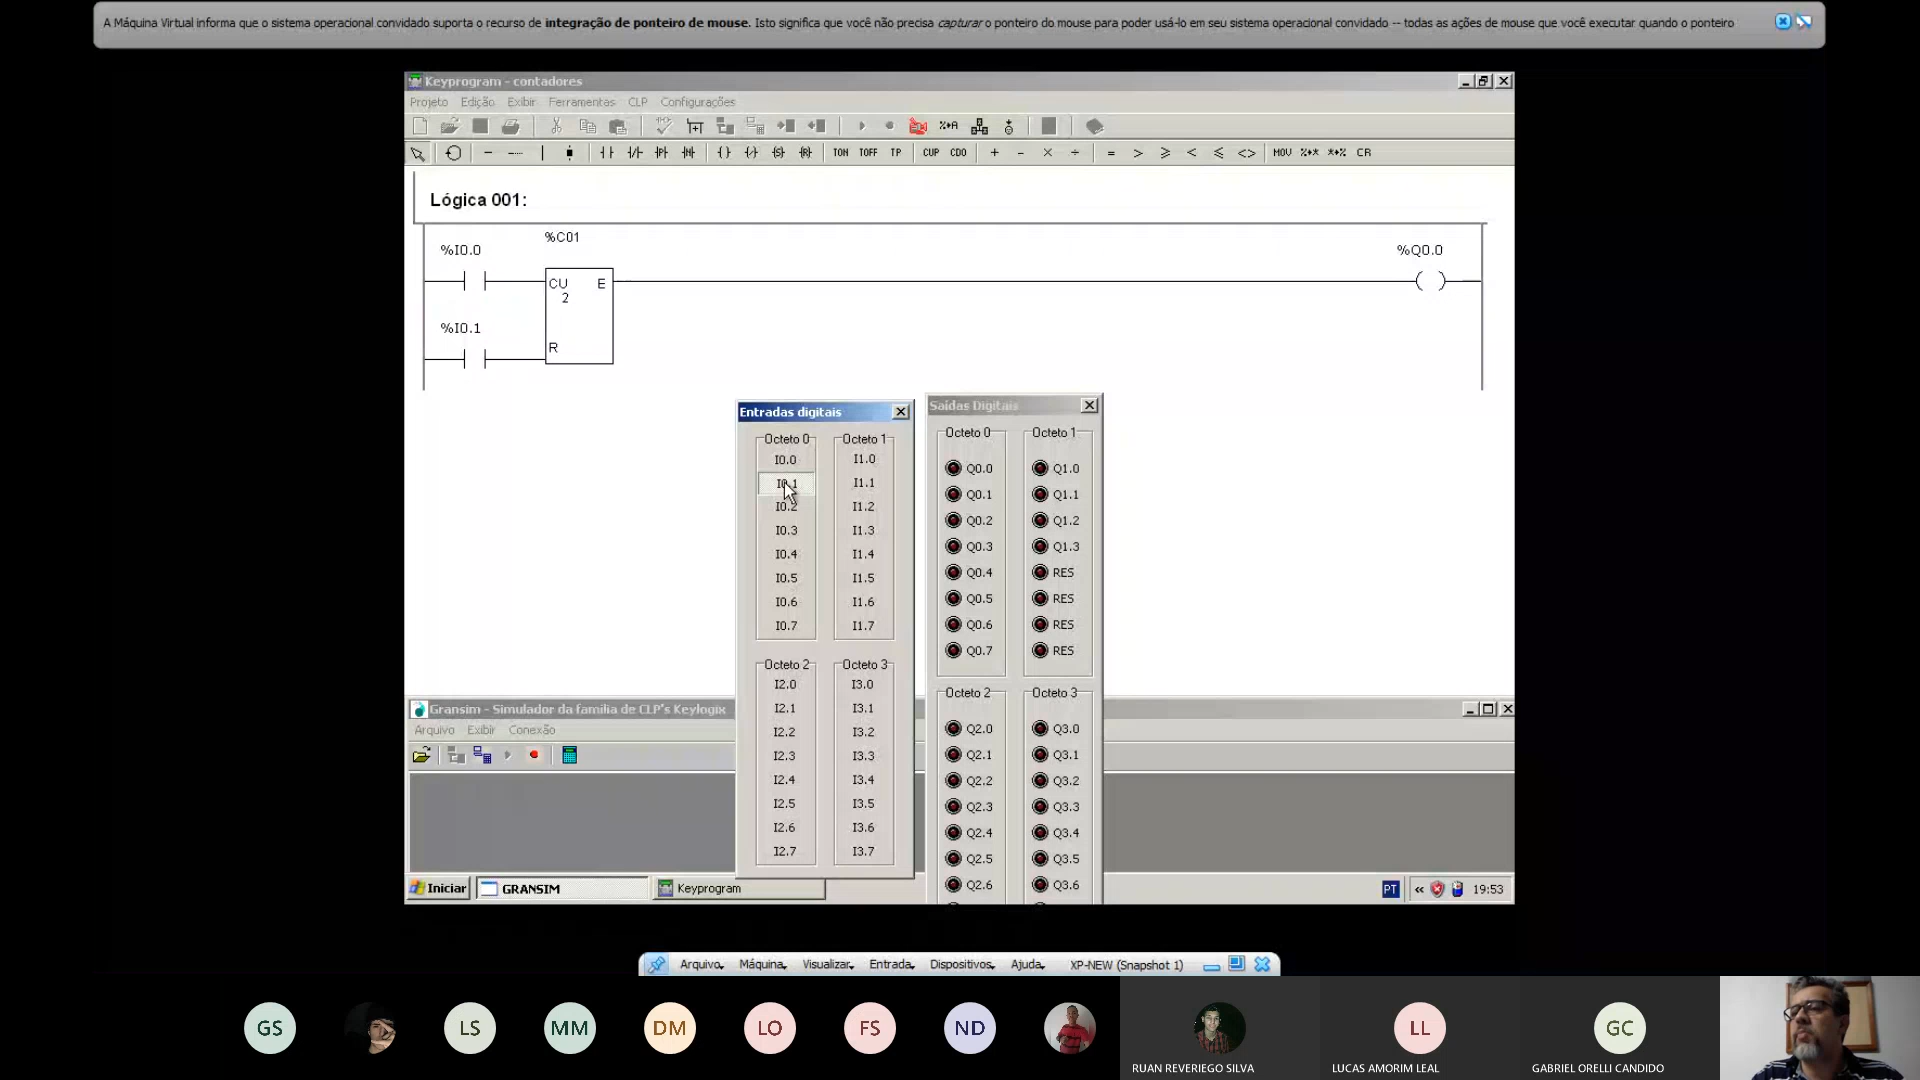 A Máquina Virtual informa que o sistema operacional convidado suporta o recurso de integração de ponteiro de mouse. Isto significa que você não precisa capturar o ponteiro do mouse para poder usá-lo em seu sistema operacional convidado -- todas as ações de mouse que você executar quando o ponteiro
Keyprogram - contadores
Projeto Edição Exibir Ferramentas CLP Configurações
TON TOFF TP CUP CDO + - × ÷ = > ≥ < ≤ <> MOV CR
Lógica 001:
%C01
%I0.0
%Q0.0
CU E
2
%I0.1
R
Entradas digitais
Octeto 0 Octeto 1
I0.0 I1.0
I0.1 I1.1
I0.2 I1.2
I0.3 I1.3
I0.4 I1.4
I0.5 I1.5
I0.6 I1.6
I0.7 I1.7
Octeto 2 Octeto 3
I2.0 I3.0
I2.1 I3.1
I2.2 I3.2
I2.3 I3.3
I2.4 I3.4
I2.5 I3.5
I2.6 I3.6
I2.7 I3.7
Saídas Digitais
Octeto 0 Octeto 1
Q0.0 Q1.0
Q0.1 Q1.1
Q0.2 Q1.2
Q0.3 Q1.3
Q0.4 RES
Q0.5 RES
Q0.6 RES
Q0.7 RES
Octeto 2 Octeto 3
Q2.0 Q3.0
Q2.1 Q3.1
Q2.2 Q3.2
Q2.3 Q3.3
Q2.4 Q3.4
Q2.5 Q3.5
Q2.6 Q3.6
Gransim - Simulador da família de CLP's Keylogix
Arquivo Exibir Conexão
Iniciar GRANSIM Keyprogram PT « 19:53
Arquivo Máquina Visualizar Entrada Dispositivos Ajuda XP-NEW (Snapshot 1)
GS LS MM DM LO FS ND LL GC
RUAN REVERIEGO SILVA LUCAS AMORIM LEAL GABRIEL ORELLI CANDIDO